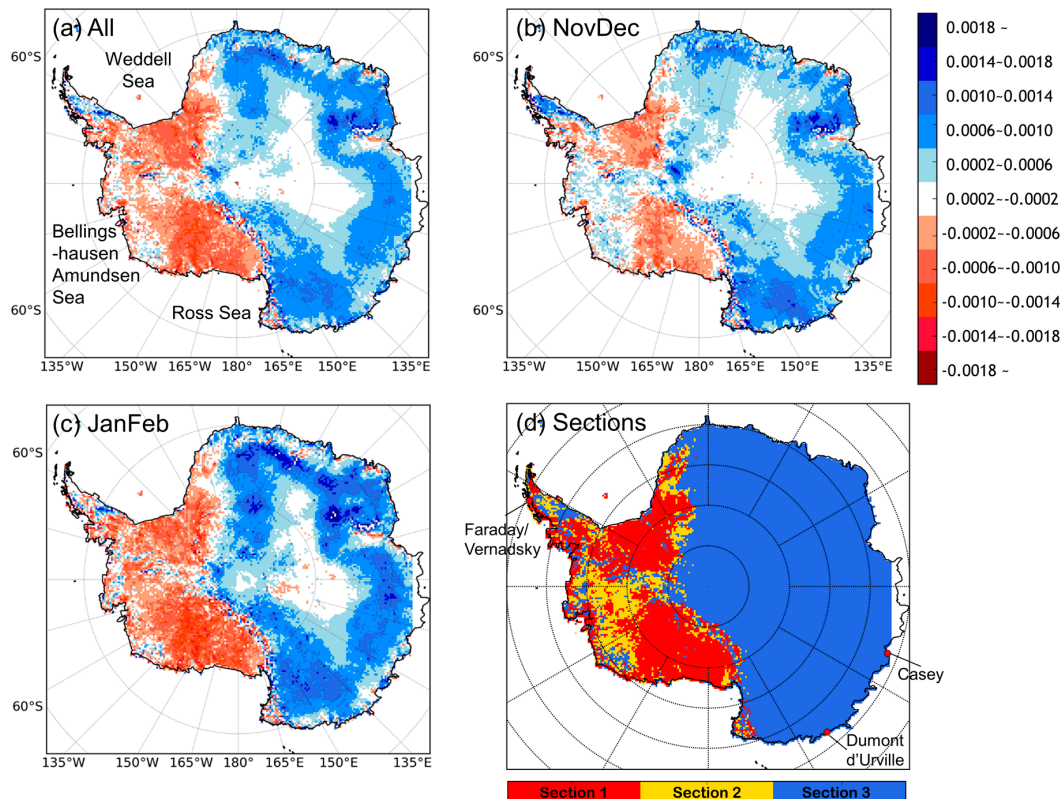 (a) All
Weddell
Sea
60°S
Bellings
-hausen
Amundsen
Sea
Ross Sea
60°S
135°W 150°W 165°W 180° 165°E 150°E 135°E
(b) NovDec
60°S
60°S
135°W 150°W 165°W 180° 165°E 150°E 135°E
0.0018 ~
0.0014~0.0018
0.0010~0.0014
0.0006~0.0010
0.0002~0.0006
0.0002~-0.0002
-0.0002~-0.0006
-0.0006~-0.0010
-0.0010~-0.0014
-0.0014~-0.0018
-0.0018 ~
(c) JanFeb
60°S
60°S
135°W 150°W 165°W 180° 165°E 150°E 135°E
(d) Sections
Faraday/
Vernadsky
Casey
Dumont
d'Urville
Section 1 Section 2 Section 3